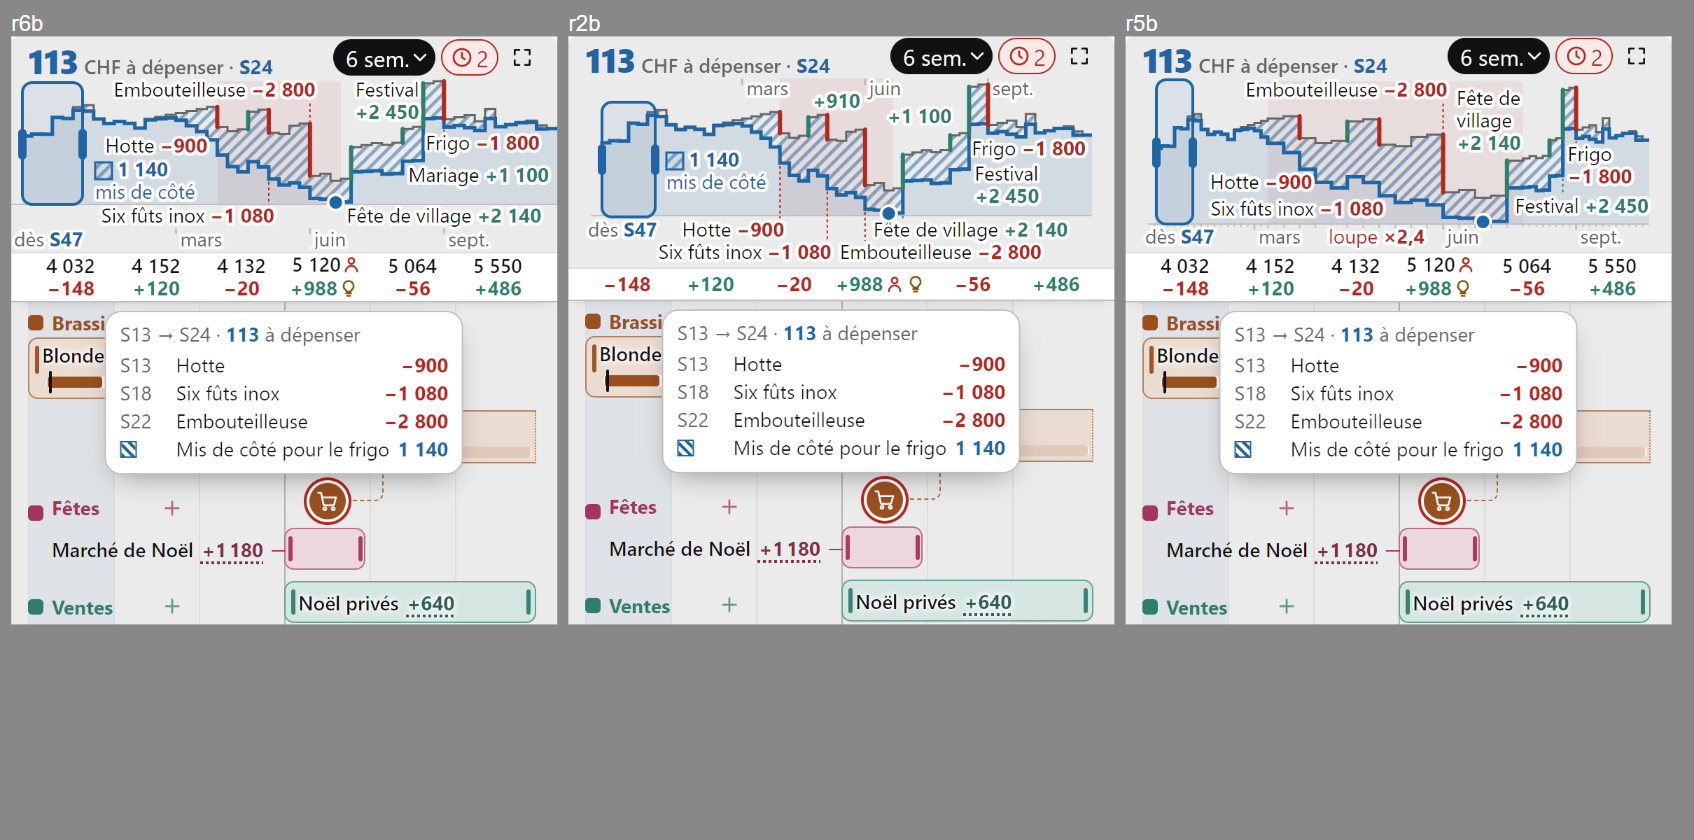 r6b
113 CHF à dépenser · S24
6 sem.
2
Embouteilleuse −2 800
Festival
+2 450
Hotte −900
1 140
mis de côté
Frigo −1 800
Mariage +1 100
Six fûts inox −1 080
Fête de village +2 140
dès S47
mars
juin
sept.
4 032 4 152 4 132 5 120 5 064 5 550
−148 +120 −20 +988 −56 +486
Brassi
S13 → S24 · 113 à dépenser
Blonde
S13 Hotte −900
S18 Six fûts inox −1 080
S22 Embouteilleuse −2 800
Mis de côté pour le frigo 1 140
Fêtes +
Marché de Noël +1 180
Ventes +
Noël privés +640
r2b
113 CHF à dépenser · S24
6 sem.
2
mars
juin
sept.
+910
+1 100
1 140
mis de côté
Frigo −1 800
Festival
+2 450
dès S47
Hotte −900
Fête de village +2 140
Six fûts inox −1 080
Embouteilleuse −2 800
−148 +120 −20 +988 −56 +486
Brassi
S13 → S24 · 113 à dépenser
Blonde
S13 Hotte −900
S18 Six fûts inox −1 080
S22 Embouteilleuse −2 800
Mis de côté pour le frigo 1 140
Fêtes +
Marché de Noël +1 180
Ventes +
Noël privés +640
r5b
113 CHF à dépenser · S24
6 sem.
2
Embouteilleuse −2 800
Fête de
village
+2 140
Frigo
−1 800
Hotte −900
Six fûts inox −1 080
Festival +2 450
dès S47
mars
loupe ×2,4
juin
sept.
4 032 4 152 4 132 5 120 5 064 5 550
−148 +120 −20 +988 −56 +486
Brassi
S13 → S24 · 113 à dépenser
Blonde
S13 Hotte −900
S18 Six fûts inox −1 080
S22 Embouteilleuse −2 800
Mis de côté pour le frigo 1 140
Fêtes +
Marché de Noël +1 180
Ventes +
Noël privés +640